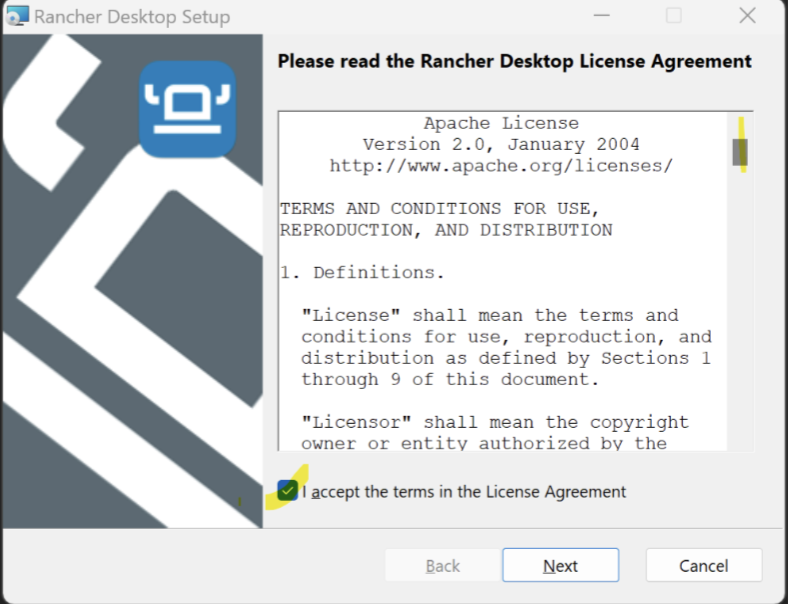 Rancher Desktop Setup
Please read the Rancher Desktop License Agreement
Apache License
Version 2.0, January 2004
http://www.apache.org/licenses/
TERMS AND CONDITIONS FOR USE,
REPRODUCTION, AND DISTRIBUTION
1. Definitions.
"License" shall mean the terms and
conditions for use, reproduction, and
distribution as defined by Sections 1
through 9 of this document.
"Licensor" shall mean the copyright
owner or entity authorized by the
I accept the terms in the License Agreement
Back
Next
Cancel